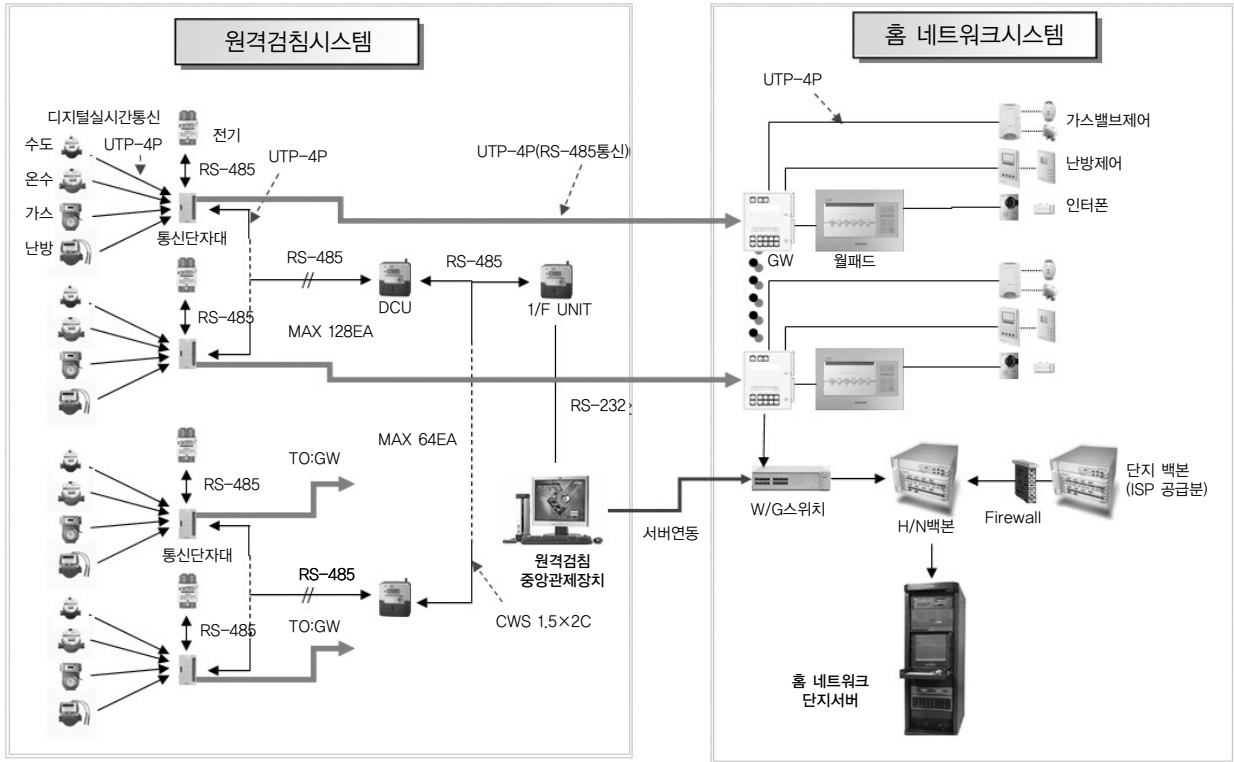 원격검침시스템
홈 네트워크시스템
디지털실시간통신
수도
UTP-4P
전기
온수
RS-485
UTP-4P
UTP-4P(RS-485통신)
가스
난방
통신단자대
RS-485
RS-485
DCU
1/F UNIT
RS-485
MAX 128EA
RS-232
MAX 64EA
RS-485
TO:GW
통신단자대
RS-485
원격검침
중앙관제장치
CWS 1.5×2C
RS-485
TO:GW
서버연동
UTP-4P
가스밸브제어
난방제어
인터폰
GW
월패드
W/G스위치
H/N백본
Firewall
단지 백본
(ISP 공급분)
홈 네트워크
단지서버